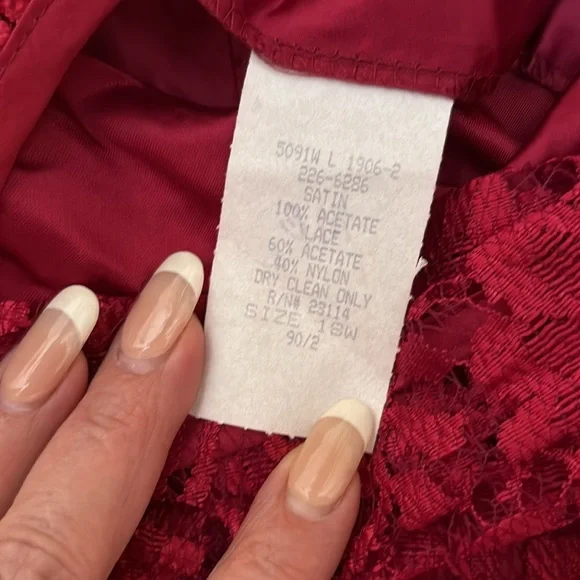 5091W L 1906-2
226-6286
SATIN
100% ACETATE
LACE
60% ACETATE
40% NYLON
DRY CLEAN ONLY
R/N# 23114
SIZE 18W
90/2